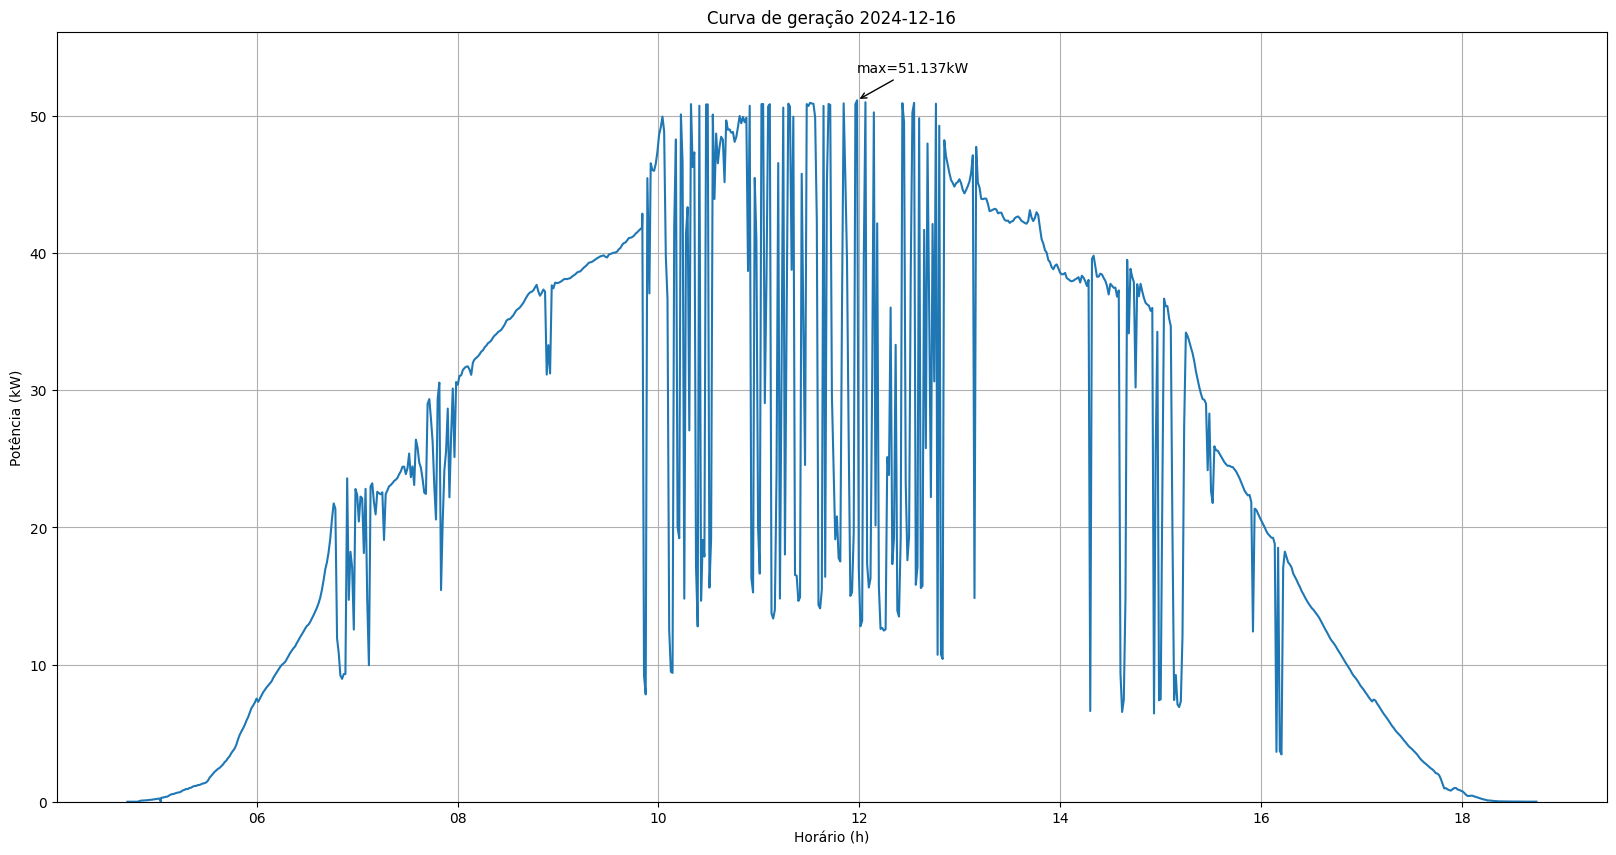 Curva de geração 2024-12-16
max=51.137kW
50
40
30
20
10
0
Potência (kW)
06 08 10 12 14 16 18
Horário (h)